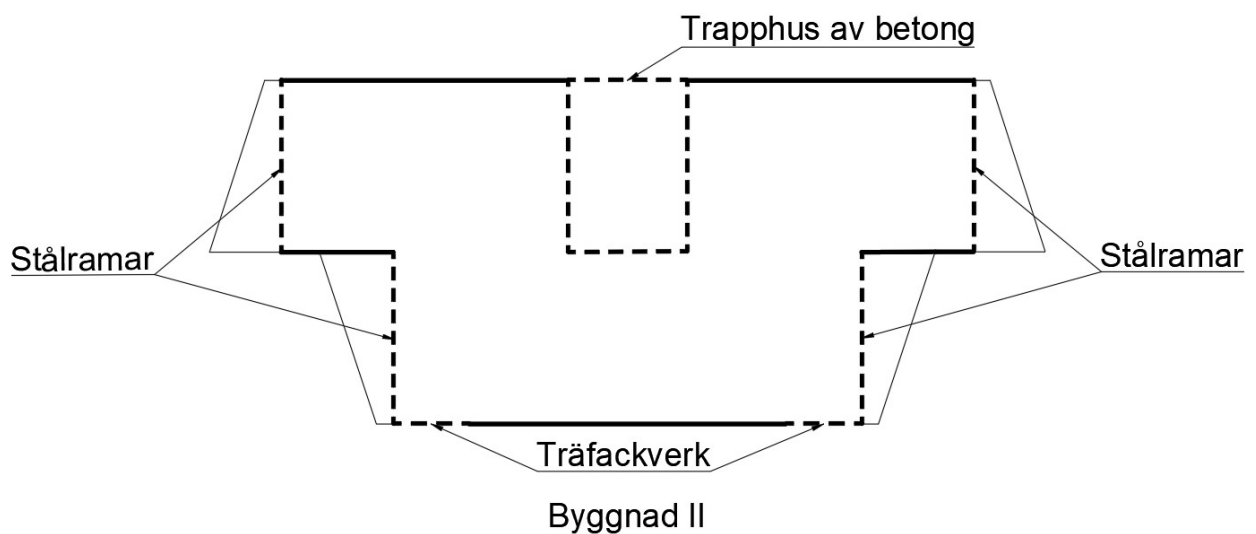 Trapphus av betong
Stålramar
Stålramar
Träfackverk
Byggnad II